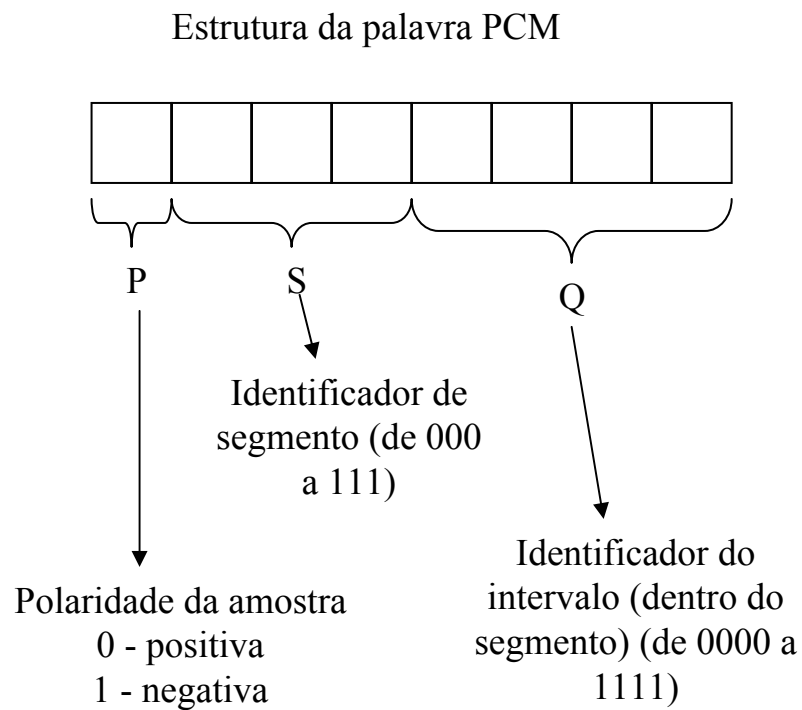 Estrutura da palavra PCM
P
S
Q
Identificador de
segmento (de 000
a 111)
Polaridade da amostra
0 - positiva
1 - negativa
Identificador do
intervalo (dentro do
segmento) (de 0000 a
1111)